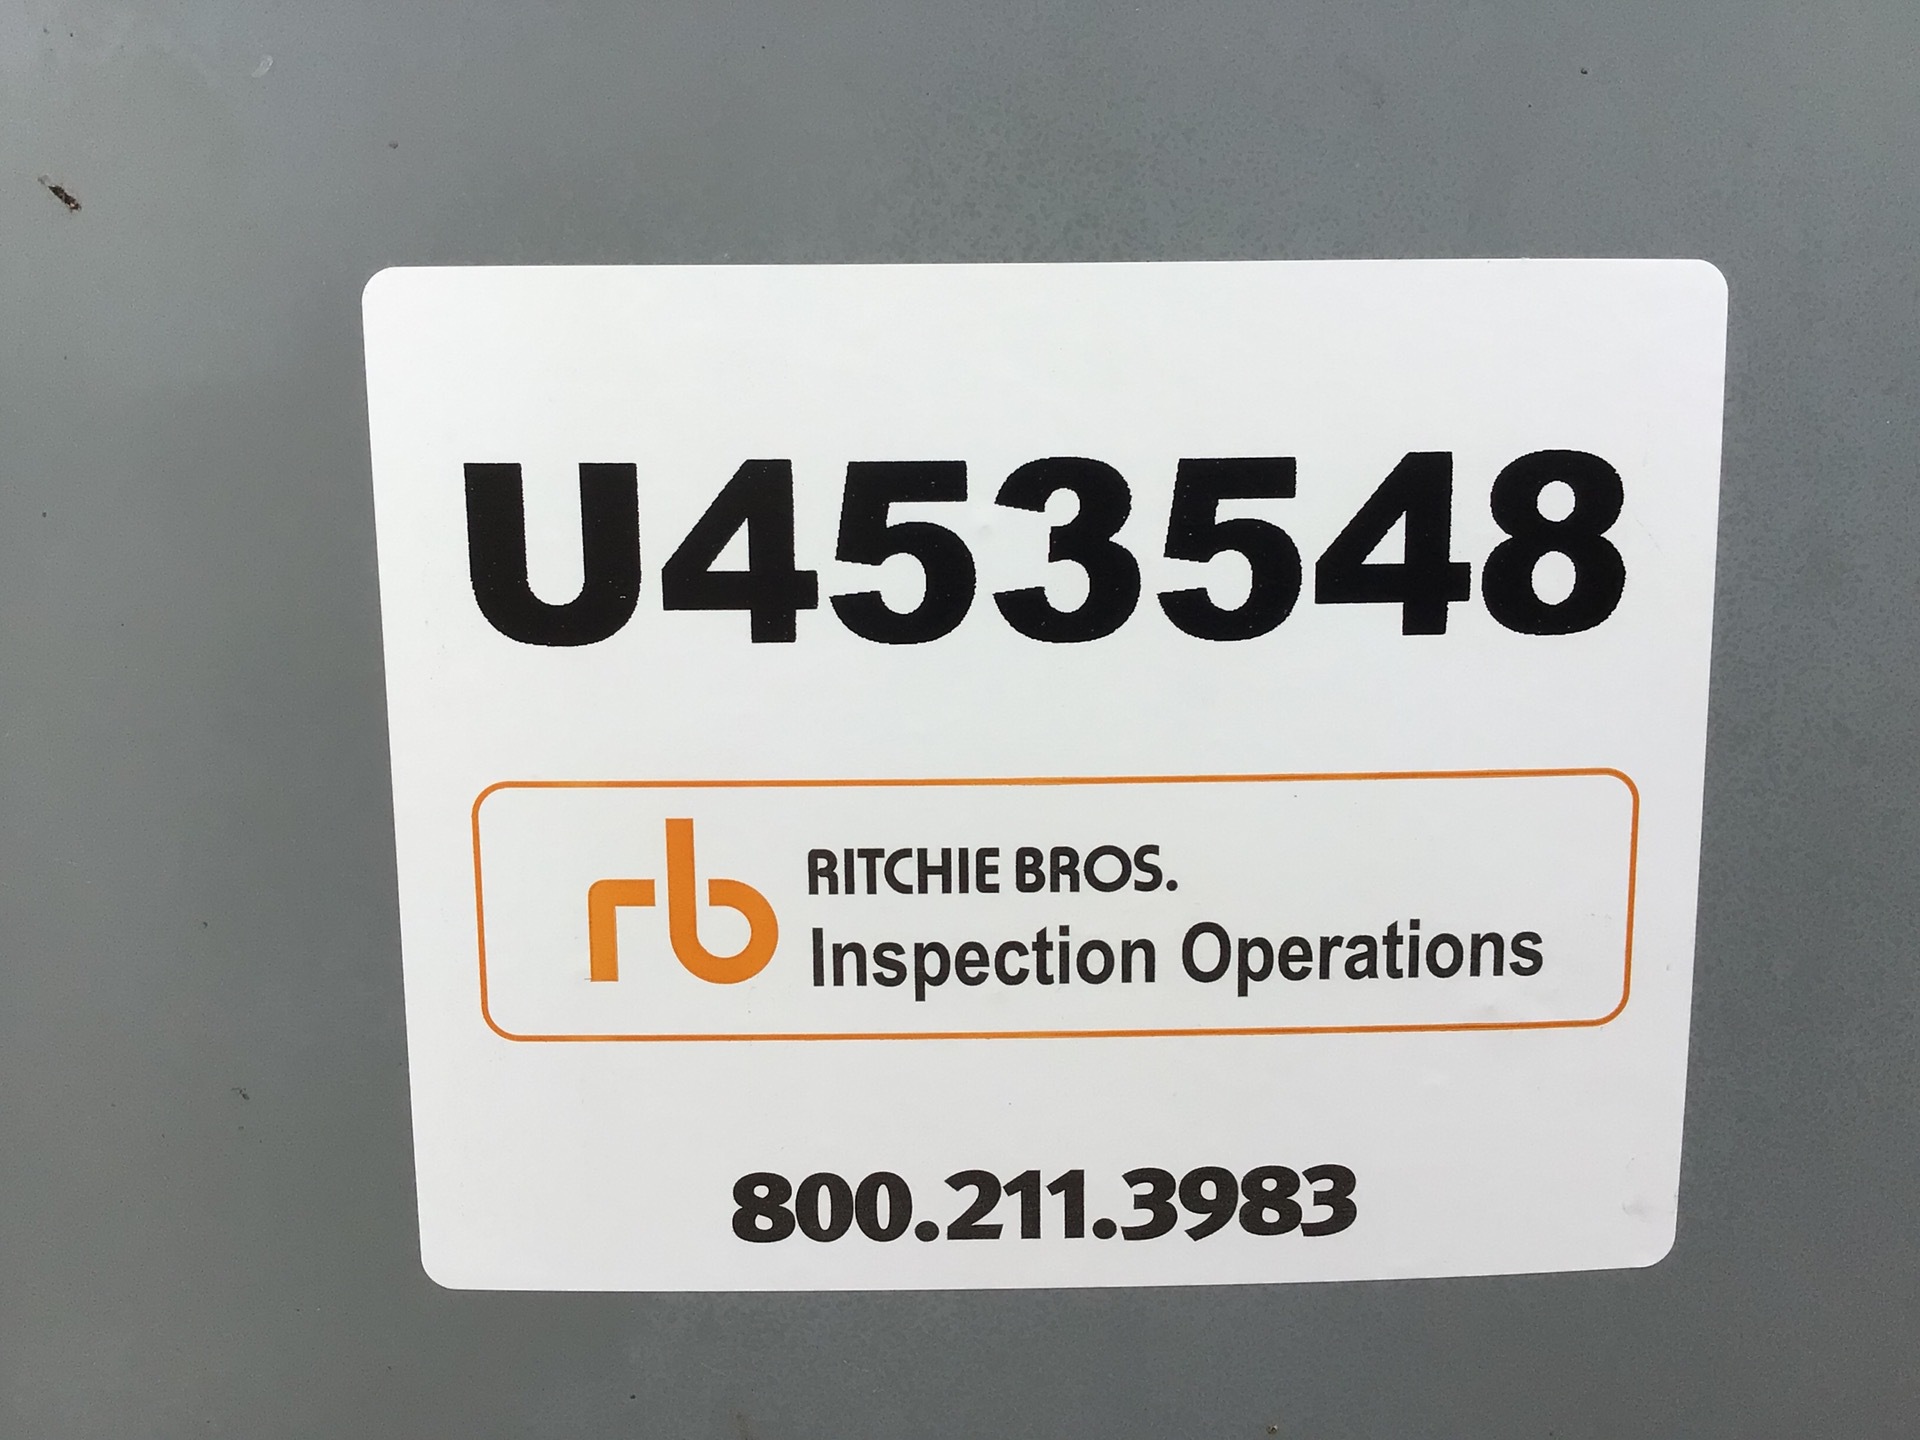 U453548
rb RITCHIE BROS.
Inspection Operations
800.211.3983